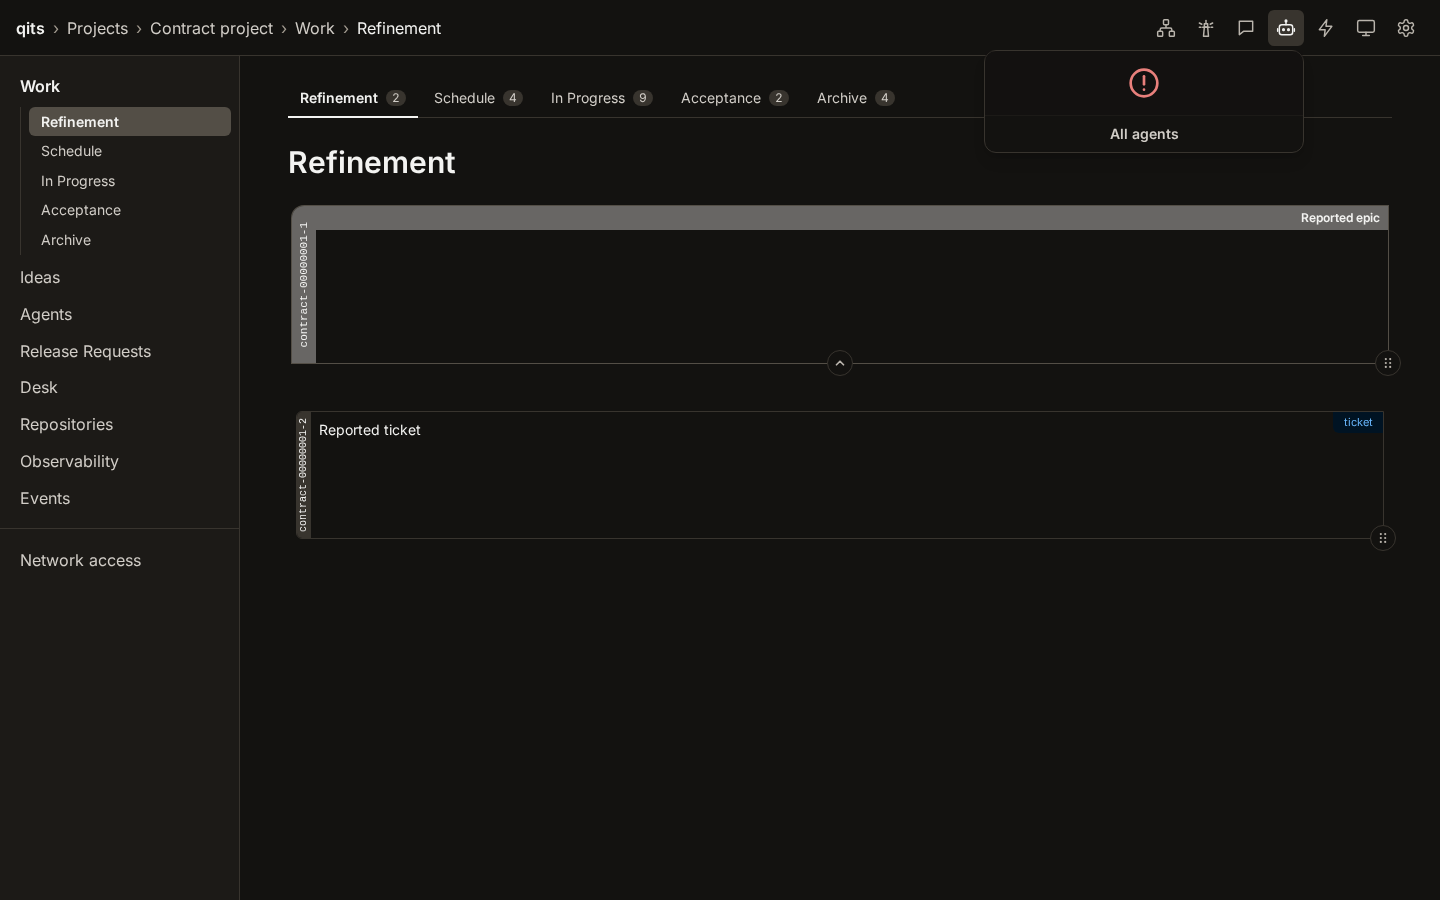 qits › Projects › Contract project › Work › Refinement
Work
Refinement
Schedule
In Progress
Acceptance
Archive
Ideas
Agents
Release Requests
Desk
Repositories
Observability
Events
Network access
Refinement 2 Schedule 4 In Progress 9 Acceptance 2 Archive 4
All agents
Refinement
Reported epic
contract-00000001-1
contract-00000001-2
Reported ticket
ticket